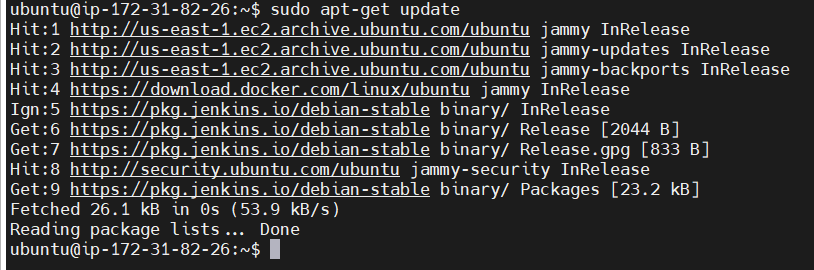 ubuntu@ip-172-31-82-26:~$ sudo apt-get update
Hit:1 http://us-east-1.ec2.archive.ubuntu.com/ubuntu jammy InRelease
Hit:2 http://us-east-1.ec2.archive.ubuntu.com/ubuntu jammy-updates InRelease
Hit:3 http://us-east-1.ec2.archive.ubuntu.com/ubuntu jammy-backports InRelease
Hit:4 https://download.docker.com/linux/ubuntu jammy InRelease
Ign:5 https://pkg.jenkins.io/debian-stable binary/ InRelease
Get:6 https://pkg.jenkins.io/debian-stable binary/ Release [2044 B]
Get:7 https://pkg.jenkins.io/debian-stable binary/ Release.gpg [833 B]
Hit:8 http://security.ubuntu.com/ubuntu jammy-security InRelease
Get:9 https://pkg.jenkins.io/debian-stable binary/ Packages [23.2 kB]
Fetched 26.1 kB in 0s (53.9 kB/s)
Reading package lists... Done
ubuntu@ip-172-31-82-26:~$